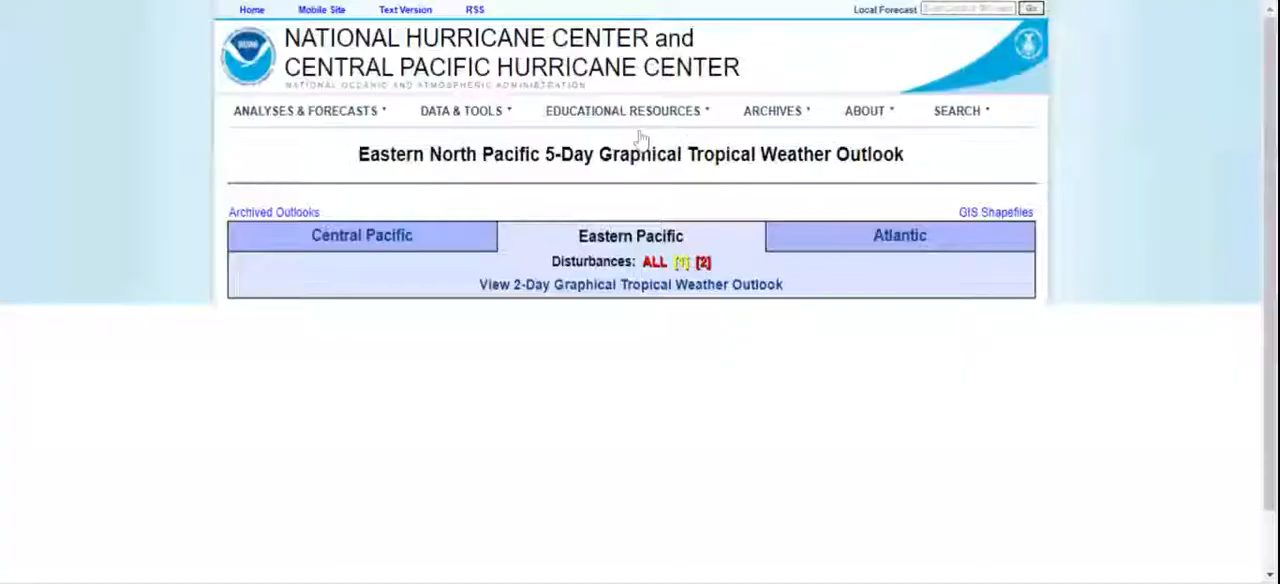 Home Mobile Site Text Version RSS Local Forecast Go
NATIONAL HURRICANE CENTER and
CENTRAL PACIFIC HURRICANE CENTER
NATIONAL OCEANIC AND ATMOSPHERIC ADMINISTRATION
ANALYSES & FORECASTS DATA & TOOLS EDUCATIONAL RESOURCES ARCHIVES ABOUT SEARCH
Eastern North Pacific 5-Day Graphical Tropical Weather Outlook
Archived Outlooks GIS Shapefiles
Central Pacific Eastern Pacific Atlantic
Disturbances: ALL [1] [2]
View 2-Day Graphical Tropical Weather Outlook